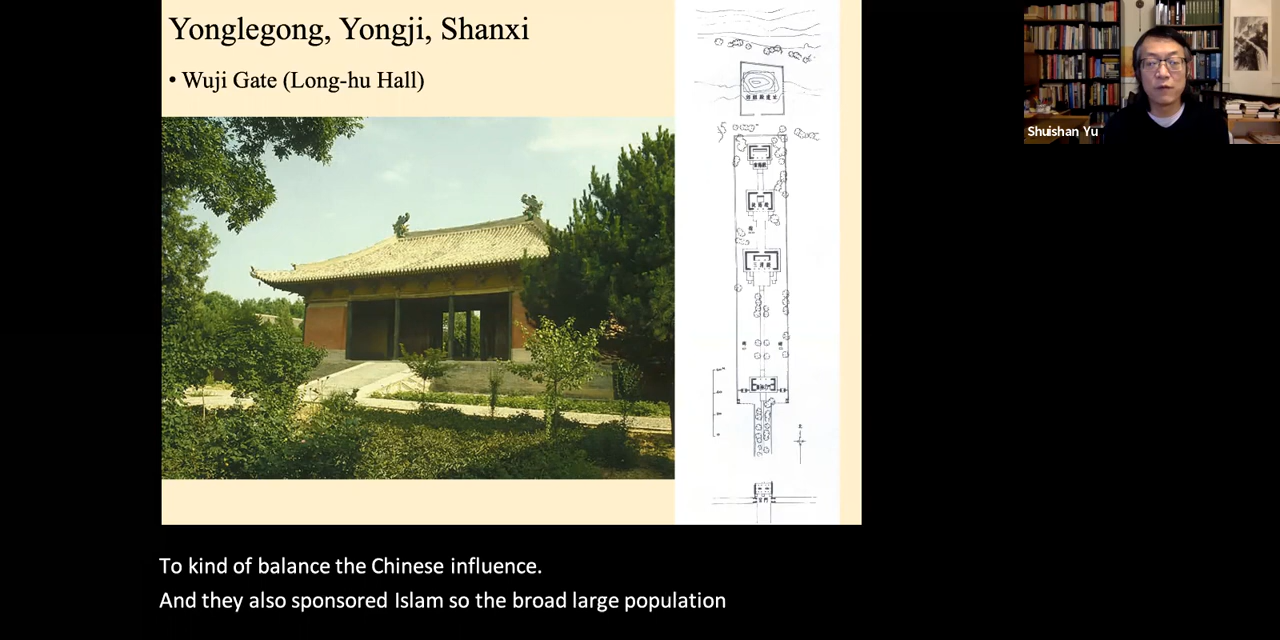 Yonglegong, Yongji, Shanxi
• Wuji Gate (Long-hu Hall)
Shuishan Yu
To kind of balance the Chinese influence.
And they also sponsored Islam so the broad large population